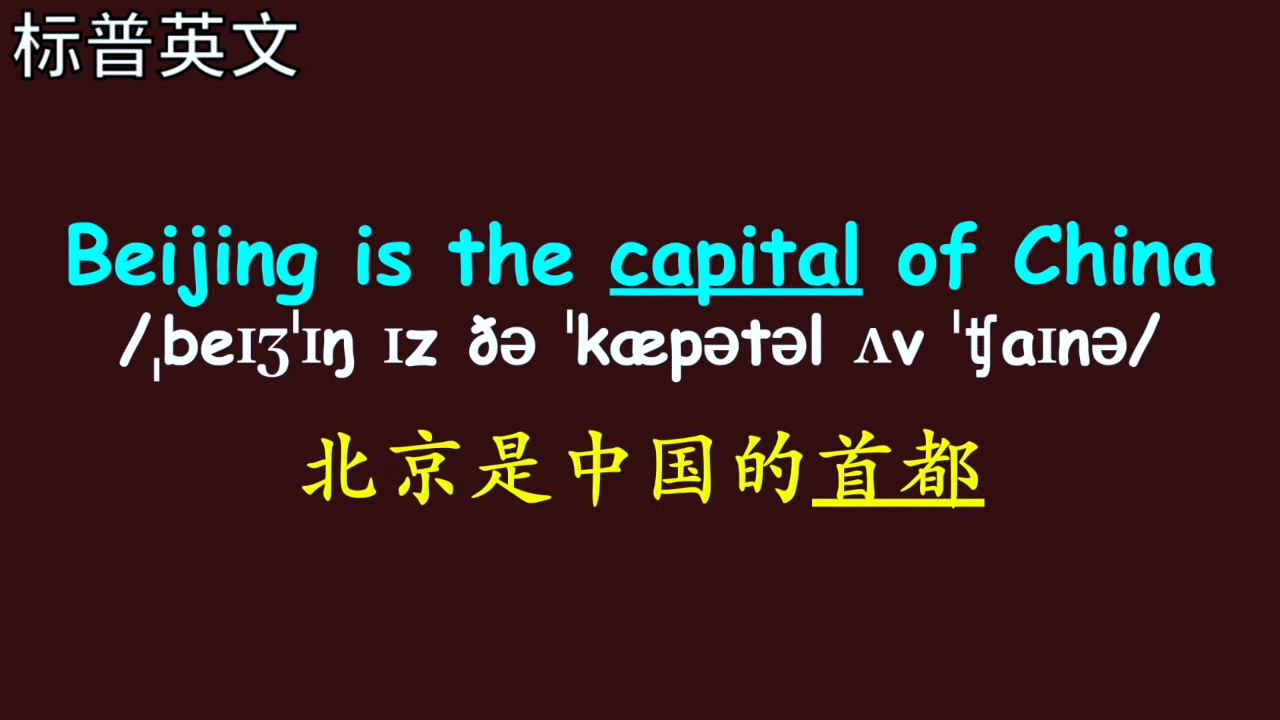 标普英文
Beijing is the capital of China
/ˌbeɪʒˈɪŋ ɪz ðə ˈkæpətəl ʌv ˈʧaɪnə/
北京是中国的首都